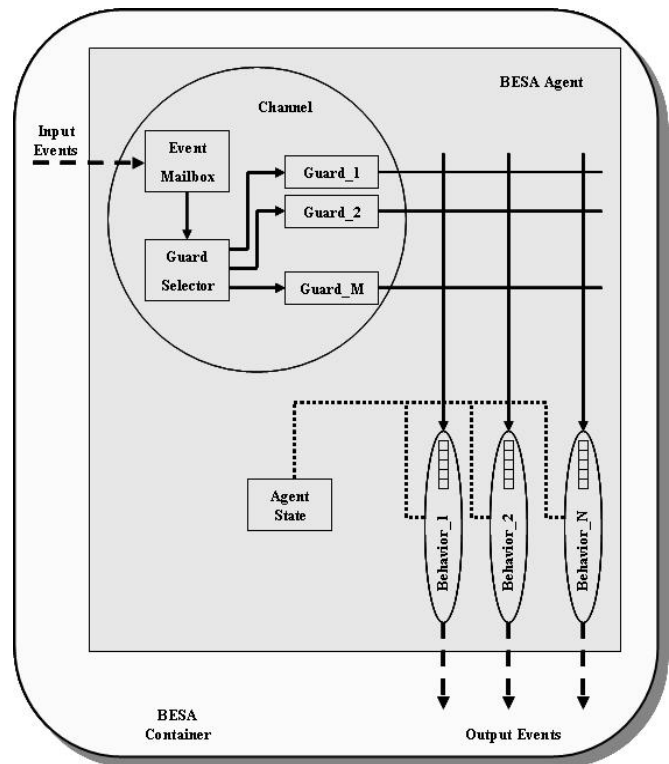 BESA Agent
Channel
Input
Events
Event
Mailbox
Guard_1
Guard_2
Guard
Selector
Guard_M
Agent
State
Behavior_1
Behavior_2
Behavior_N
BESA
Container
Output Events